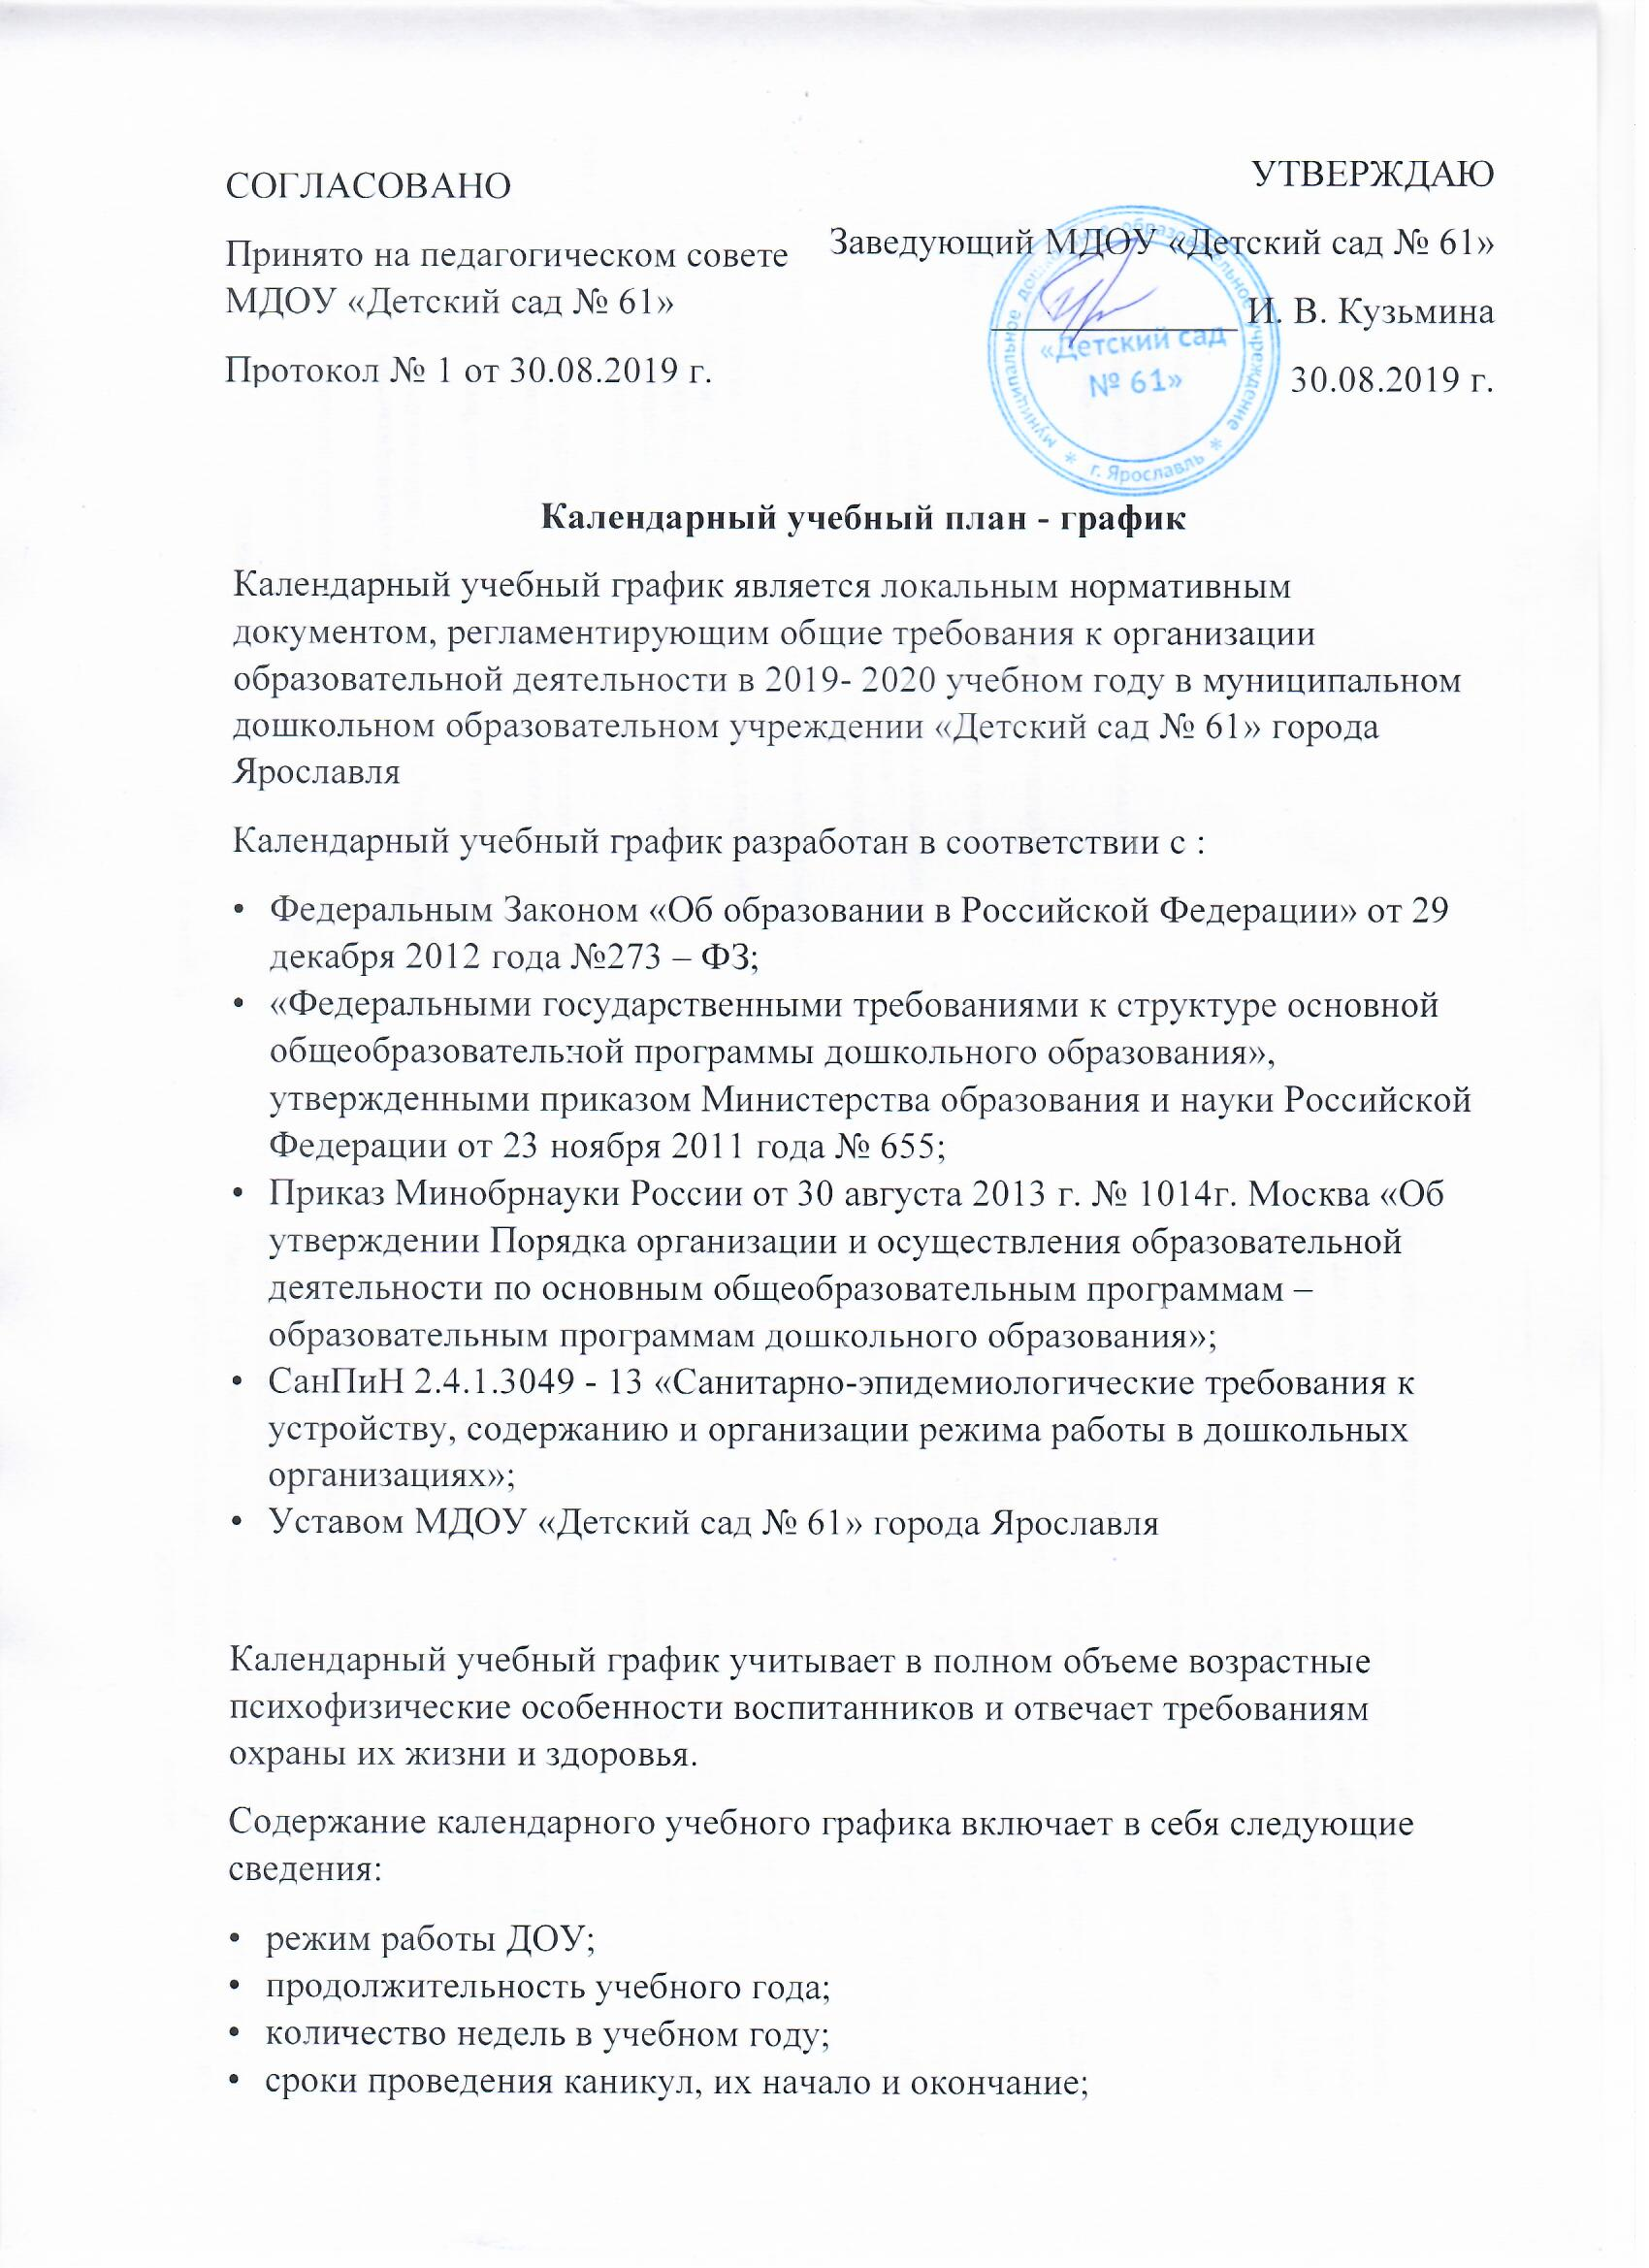 СОГЛАСОВАНО
Принято на педагогическом совете
МДОУ «Детский сад № 61»
Протокол № 1 от 30.08.2019 г.
УТВЕРЖДАЮ
Заведующий МДОУ «Детский сад № 61»
И. В. Кузьмина
30.08.2019 г.
муниципальное дошкольное образовательное учреждение
«Детский сад
№ 61»
* г. Ярославль *
Календарный учебный план - график
Календарный учебный график является локальным нормативным
документом, регламентирующим общие требования к организации
образовательной деятельности в 2019- 2020 учебном году в муниципальном
дошкольном образовательном учреждении «Детский сад № 61» города
Ярославля
Календарный учебный график разработан в соответствии с :
• Федеральным Законом «Об образовании в Российской Федерации» от 29
декабря 2012 года №273 – ФЗ;
• «Федеральными государственными требованиями к структуре основной
общеобразовательной программы дошкольного образования»,
утвержденными приказом Министерства образования и науки Российской
Федерации от 23 ноября 2011 года № 655;
• Приказ Минобрнауки России от 30 августа 2013 г. № 1014г. Москва «Об
утверждении Порядка организации и осуществления образовательной
деятельности по основным общеобразовательным программам –
образовательным программам дошкольного образования»;
• СанПиН 2.4.1.3049 - 13 «Санитарно-эпидемиологические требования к
устройству, содержанию и организации режима работы в дошкольных
организациях»;
• Уставом МДОУ «Детский сад № 61» города Ярославля
Календарный учебный график учитывает в полном объеме возрастные
психофизические особенности воспитанников и отвечает требованиям
охраны их жизни и здоровья.
Содержание календарного учебного графика включает в себя следующие
сведения:
• режим работы ДОУ;
• продолжительность учебного года;
• количество недель в учебном году;
• сроки проведения каникул, их начало и окончание;